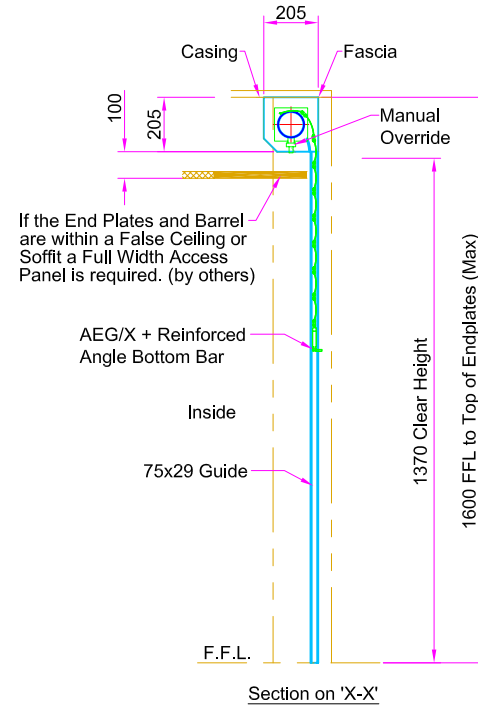 205
Casing
Fascia
100
205
Manual
Override
If the End Plates and Barrel
are within a False Ceiling or
Soffit a Full Width Access
Panel is required. (by others)
AEG/X + Reinforced
Angle Bottom Bar
Inside
75x29 Guide
1370 Clear Height
1600 FFL to Top of Endplates (Max)
F.F.L.
Section on 'X-X'